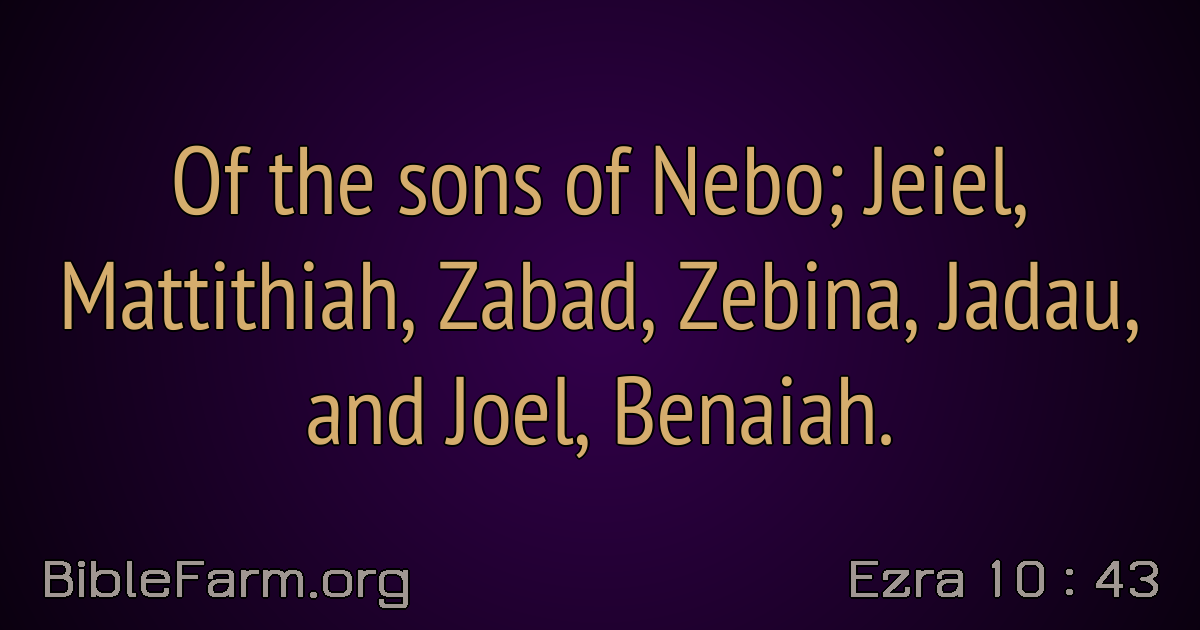 Of the sons of Nebo; Jeiel,
Mattithiah, Zabad, Zebina, Jadau,
and Joel, Benaiah.
BibleFarm.org
Ezra 10 : 43